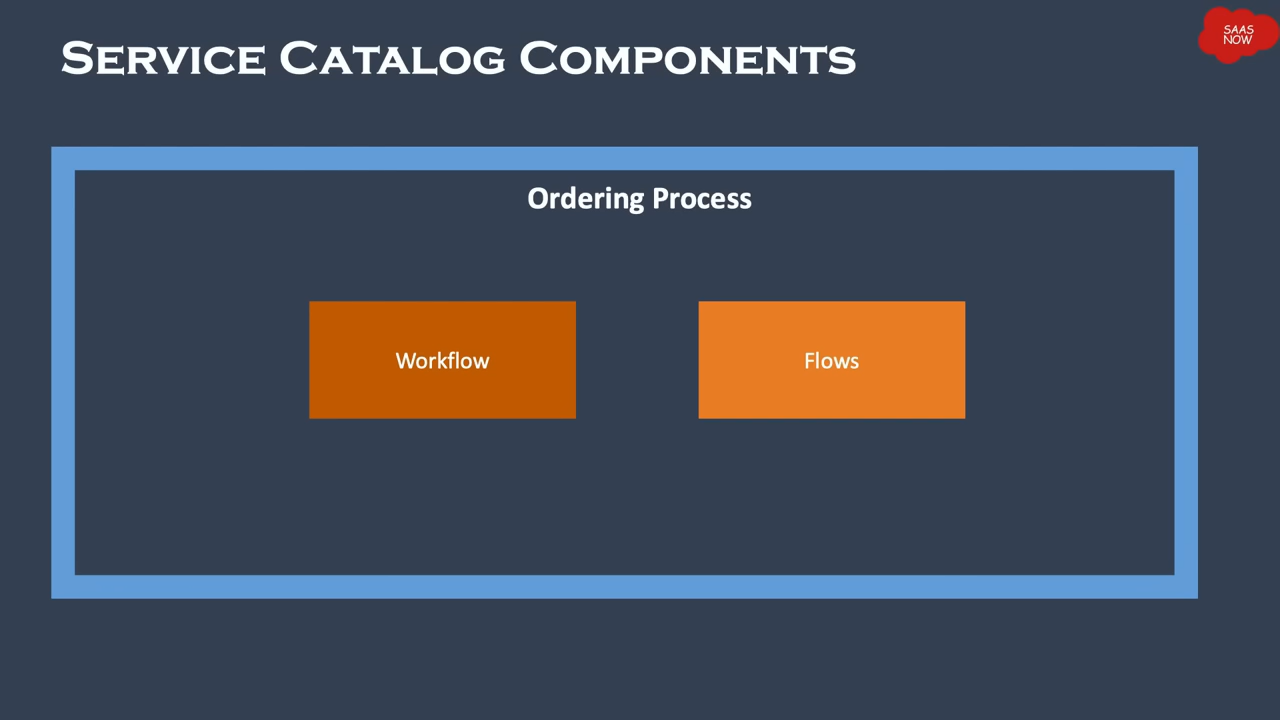 Service Catalog Components
SAAS
NOW
Ordering Process
Workflow
Flows